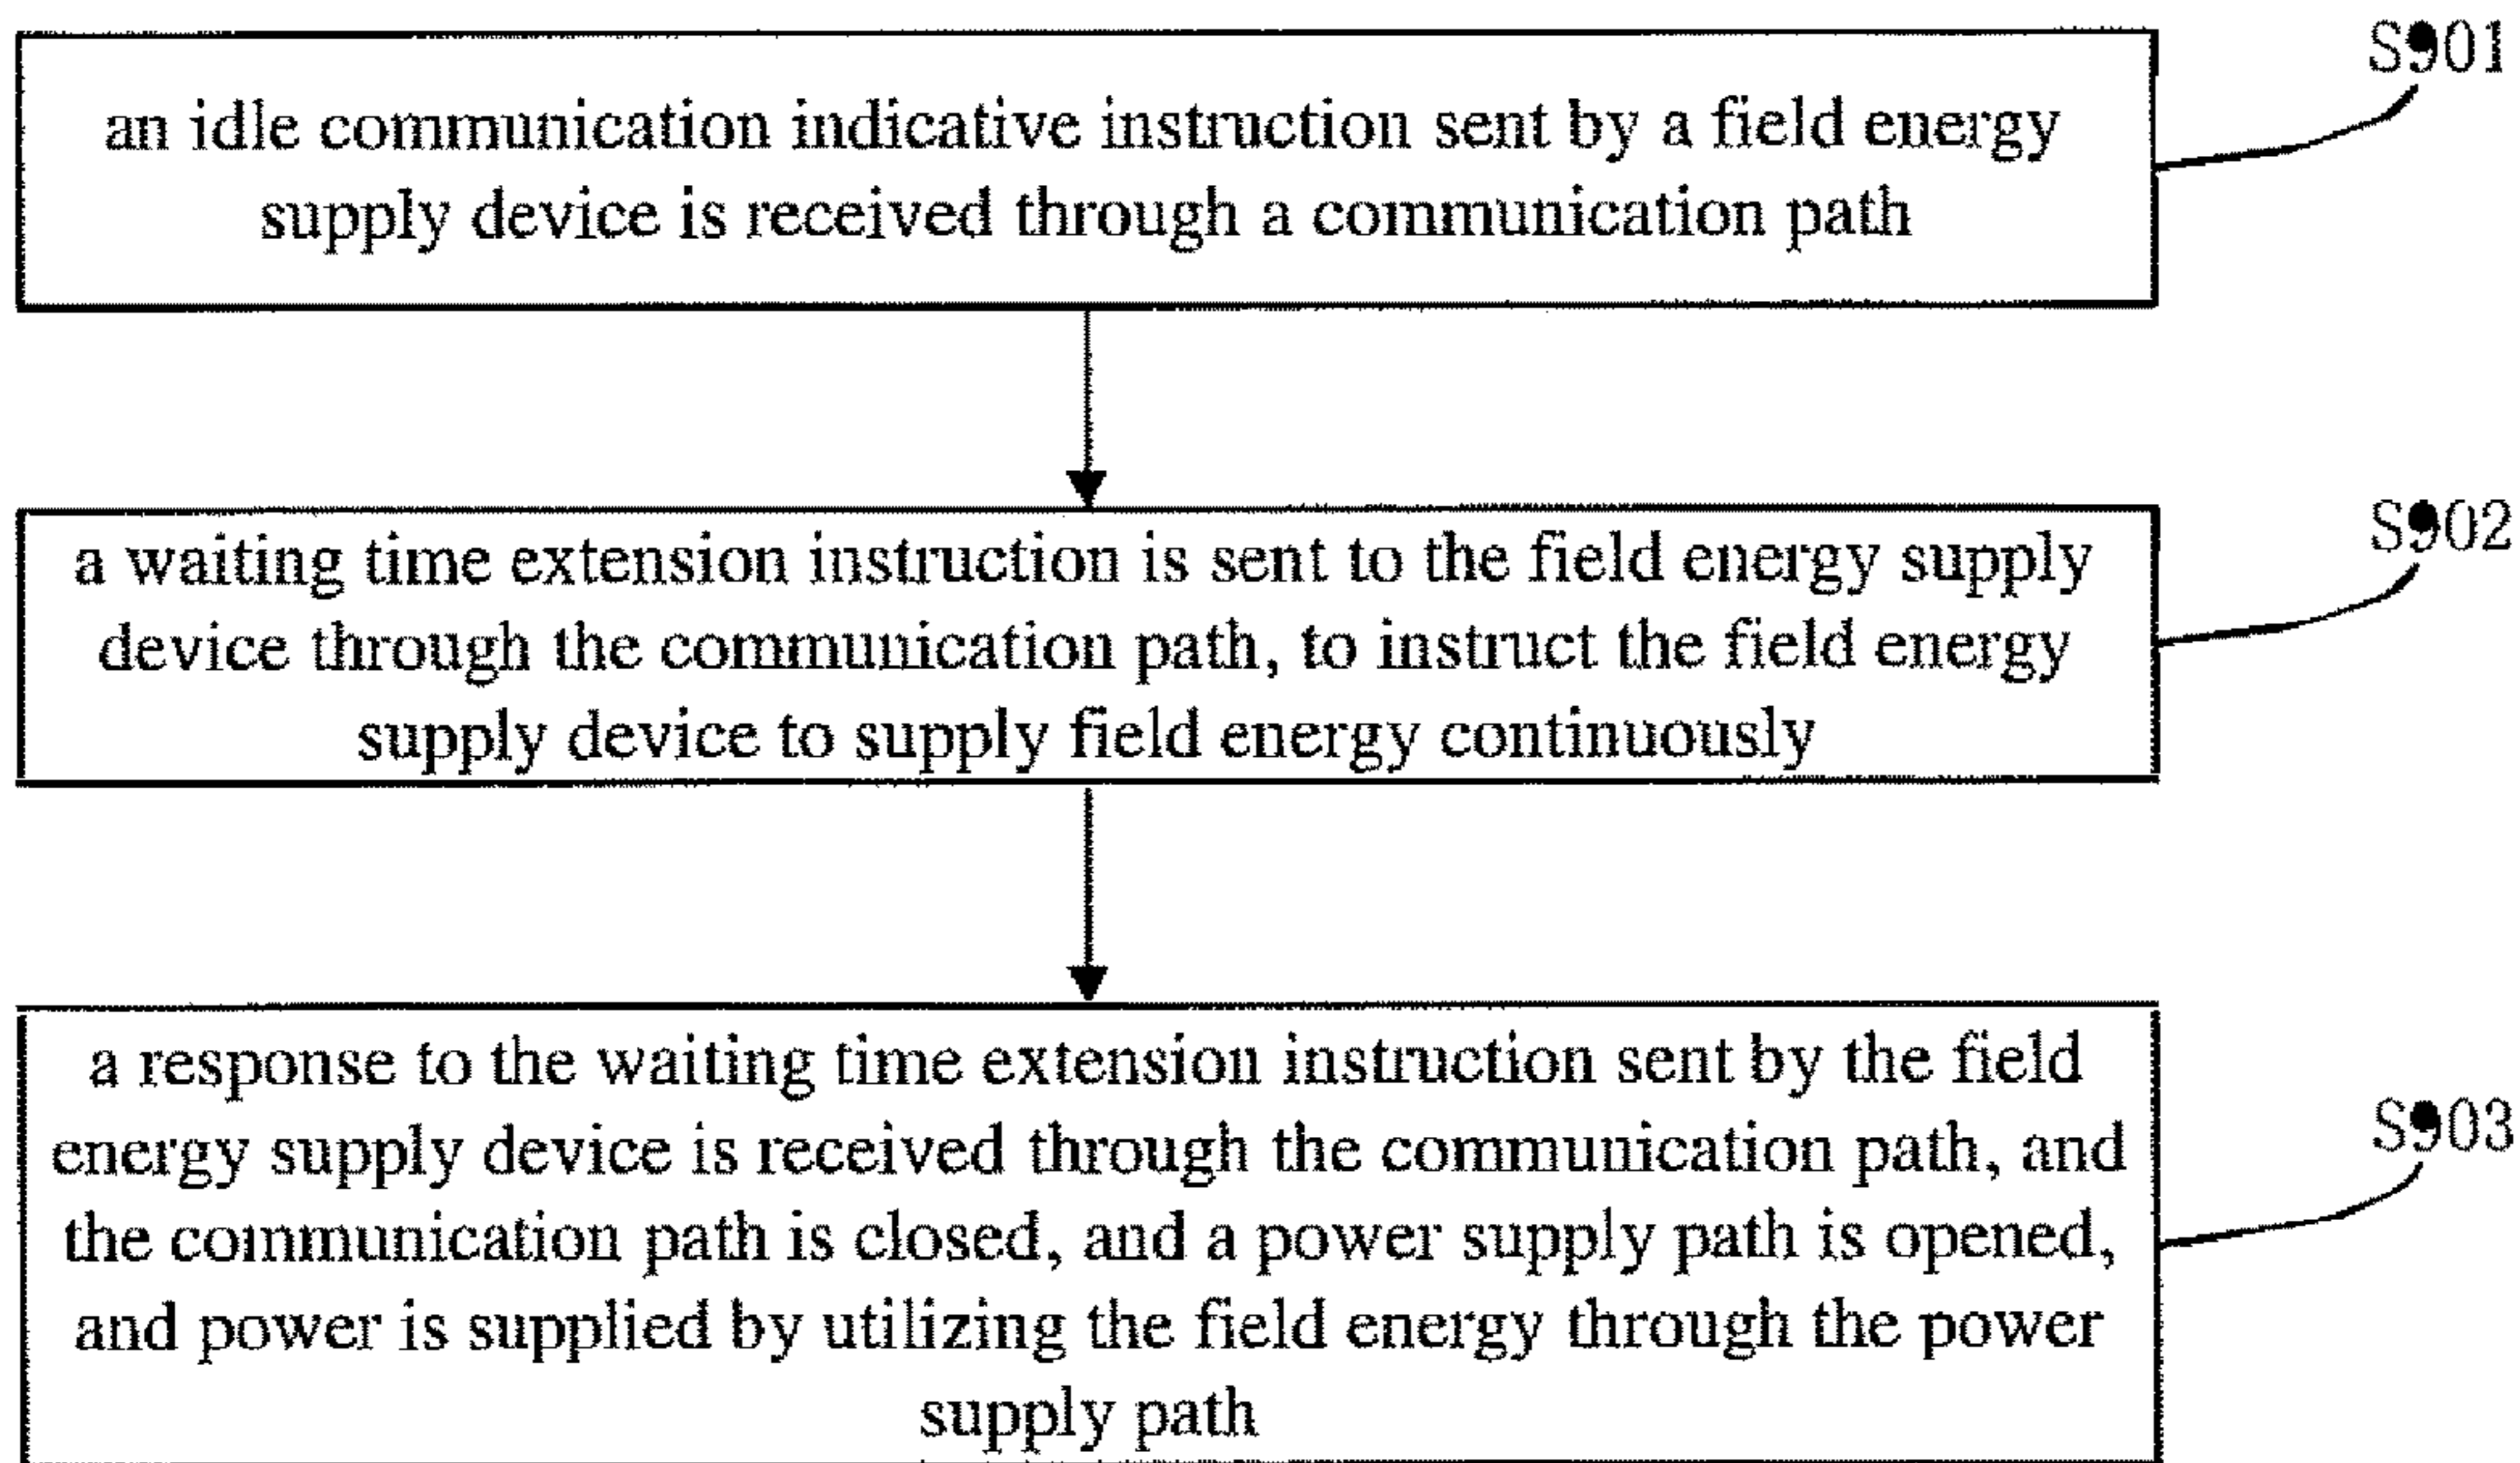 S901
an idle communication indicative instruction sent by a field energy
supply device is received through a communication path
S902
a waiting time extension instruction is sent to the field energy supply
device through the communication path, to instruct the field energy
supply device to supply field energy continuously
a response to the waiting time extension instruction sent by the field
energy supply device is received through the communication path, and
S903
the communication path is closed, and a power supply path is opened,
and power is supplied by utilizing the field energy through the power
supply path